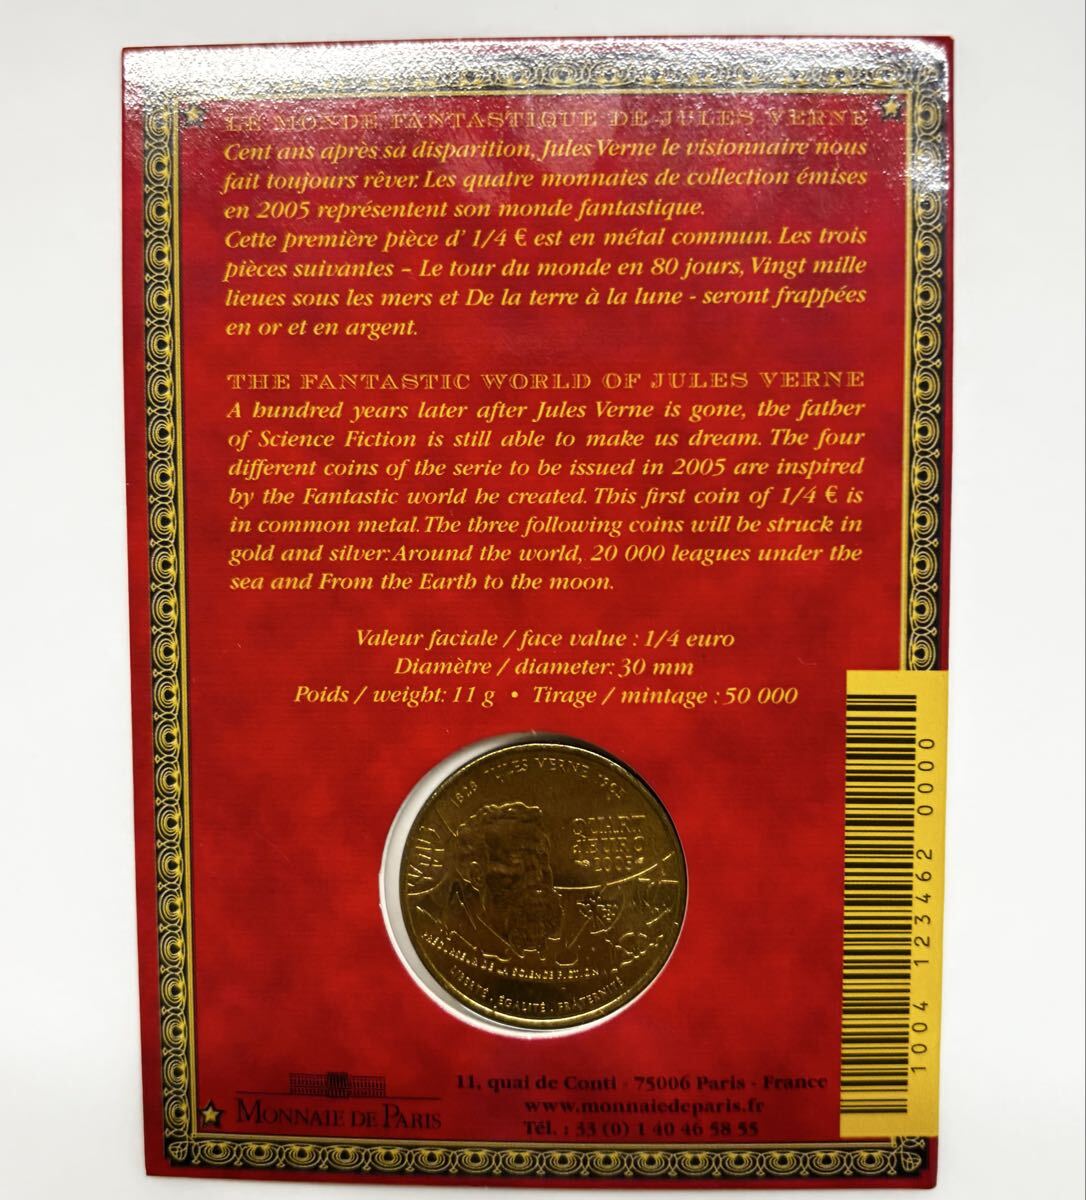 LE MONDE FANTASTIQUE DE JULES VERNE
Cent ans après sa disparition, Jules Verne le visionnaire nous
fait toujours rêver. Les quatre monnaies de collection émises
en 2005 représentent son monde fantastique.
Cette première pièce d' 1/4 € est en métal commun. Les trois
pièces suivantes – Le tour du monde en 80 jours, Vingt mille
lieues sous les mers et De la terre à la lune - seront frappées
en or et en argent.
THE FANTASTIC WORLD OF JULES VERNE
A hundred years later after Jules Verne is gone, the father
of Science Fiction is still able to make us dream. The four
different coins of the serie to be issued in 2005 are inspired
by the Fantastic world he created. This first coin of 1/4 € is
in common metal. The three following coins will be struck in
gold and silver: Around the world, 20 000 leagues under the
sea and From the Earth to the moon.
Valeur faciale / face value : 1/4 euro
Diamètre / diameter: 30 mm
Poids / weight: 11 g • Tirage / mintage : 50 000
1828 JULES VERNE 1905
QUART
d'EURO
2005
PRÉCURSEUR DE LA SCIENCE FICTION
LIBERTÉ . ÉGALITÉ . FRATERNITÉ
1004 123462 0000
MONNAIE DE PARIS
11, quai de Conti - 75006 Paris - France
www.monnaiedeparis.fr
Tél. : 33 (0) 1 40 46 58 55